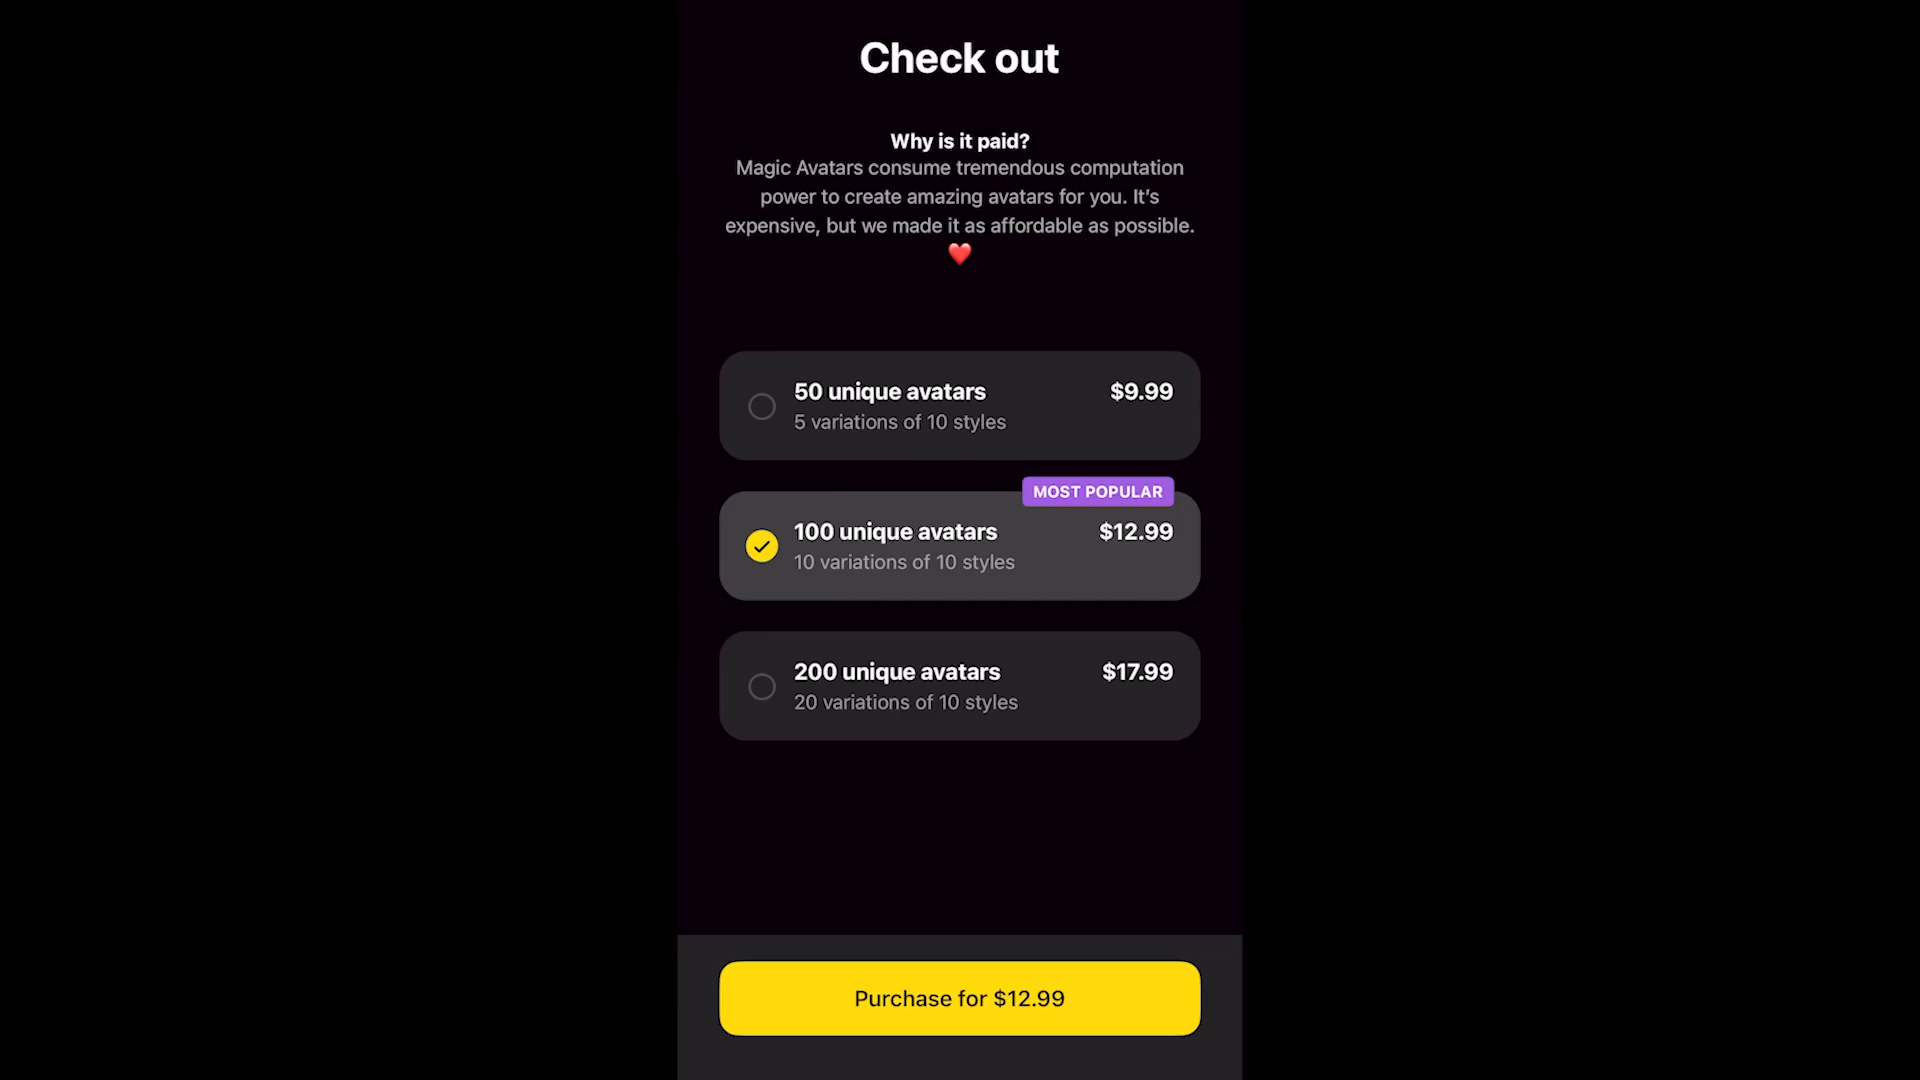 Check out
Why is it paid?
Magic Avatars consume tremendous computation
power to create amazing avatars for you. It’s
expensive, but we made it as affordable as possible.
❤️
50 unique avatars $9.99
5 variations of 10 styles
MOST POPULAR
100 unique avatars $12.99
10 variations of 10 styles
200 unique avatars $17.99
20 variations of 10 styles
Purchase for $12.99